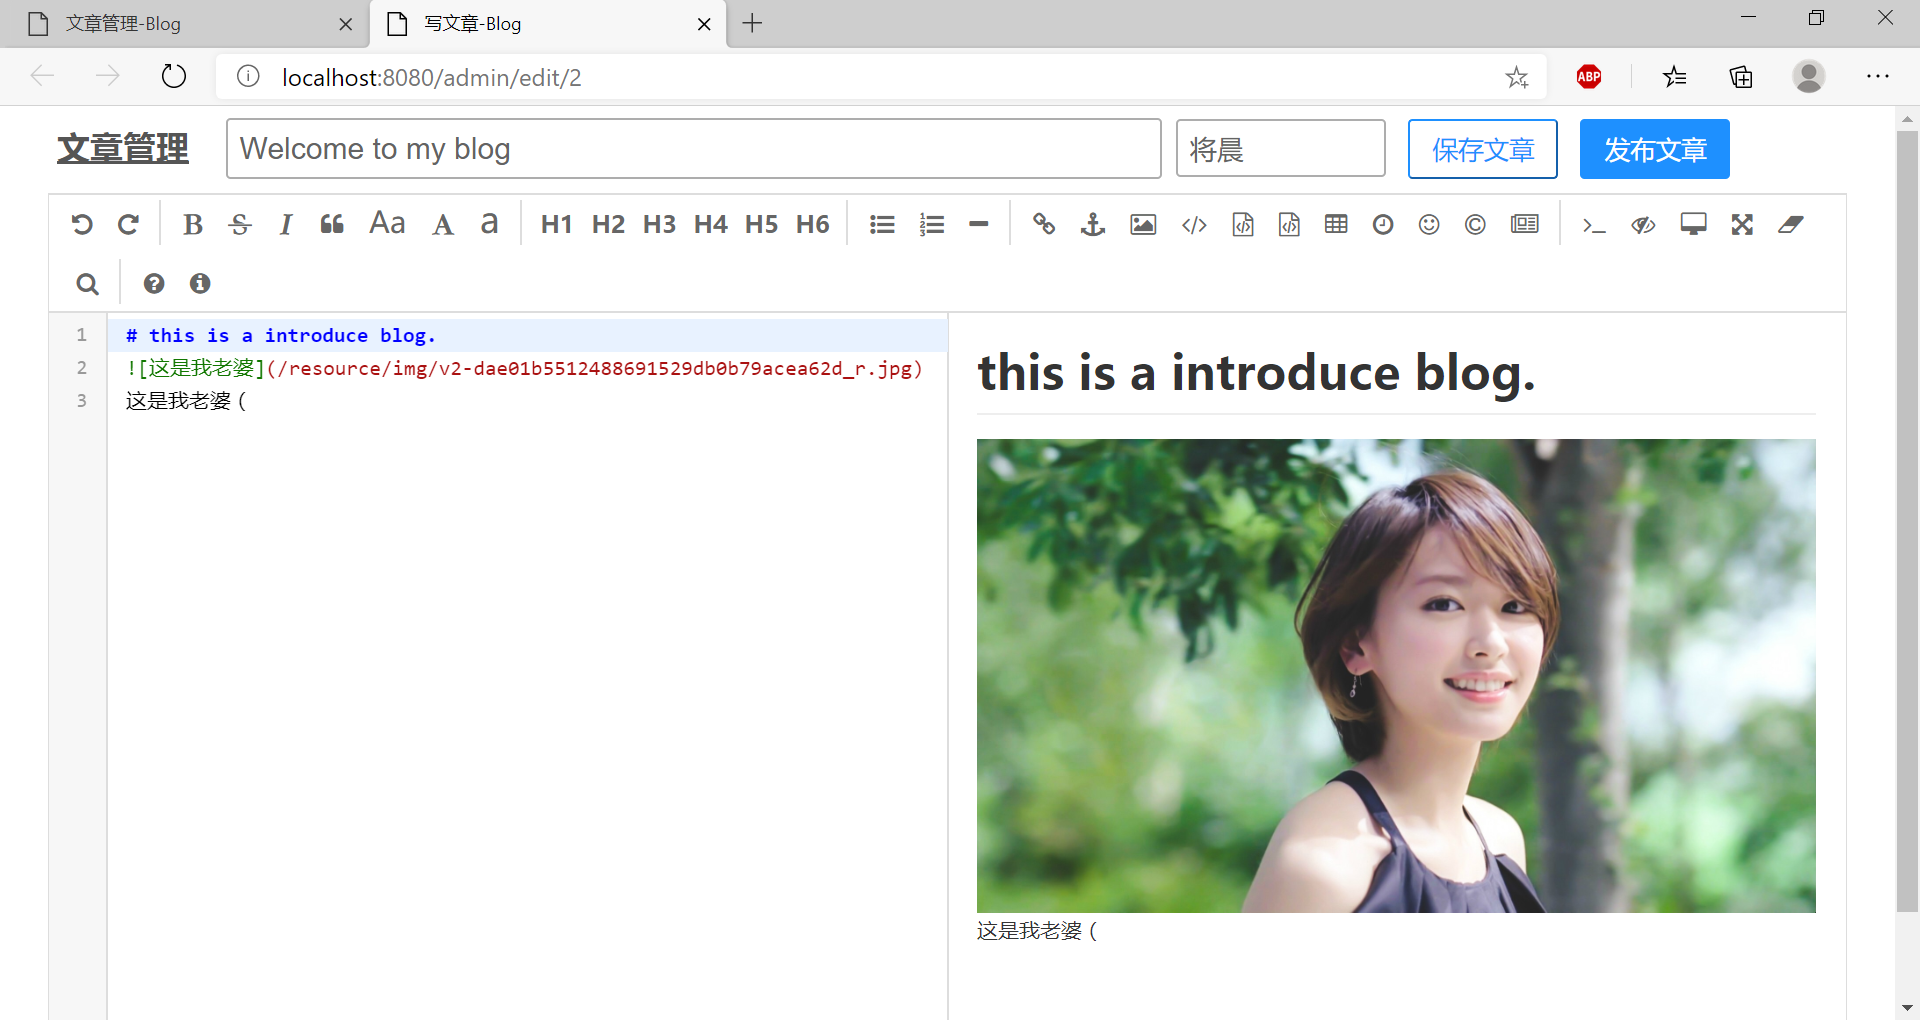 文章管理-Blog
写文章-Blog
localhost:8080/admin/edit/2
ABP
文章管理
Welcome to my blog
将晨
保存文章
发布文章
B S I Aa A a H1 H2 H3 H4 H5 H6
1 # this is a introduce blog.
2 ![这是我老婆](/resource/img/v2-dae01b5512488691529db0b79acea62d_r.jpg)
3 这是我老婆（
this is a introduce blog.
这是我老婆（